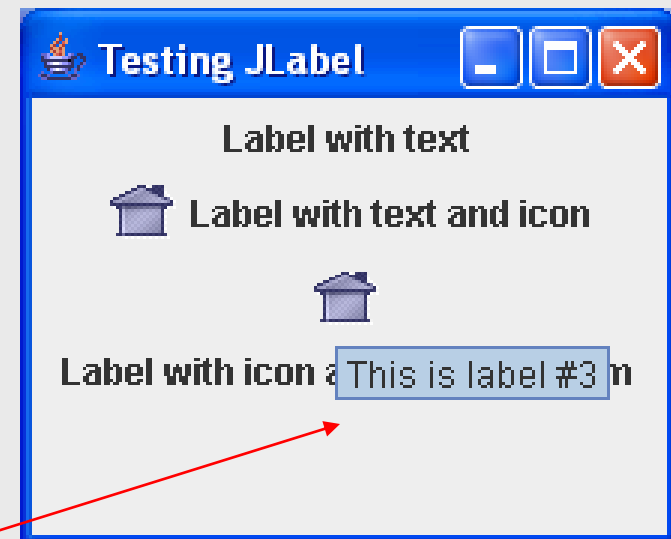 Testing JLabel
Label with text
Label with text and icon
Label with icon
This is label #3